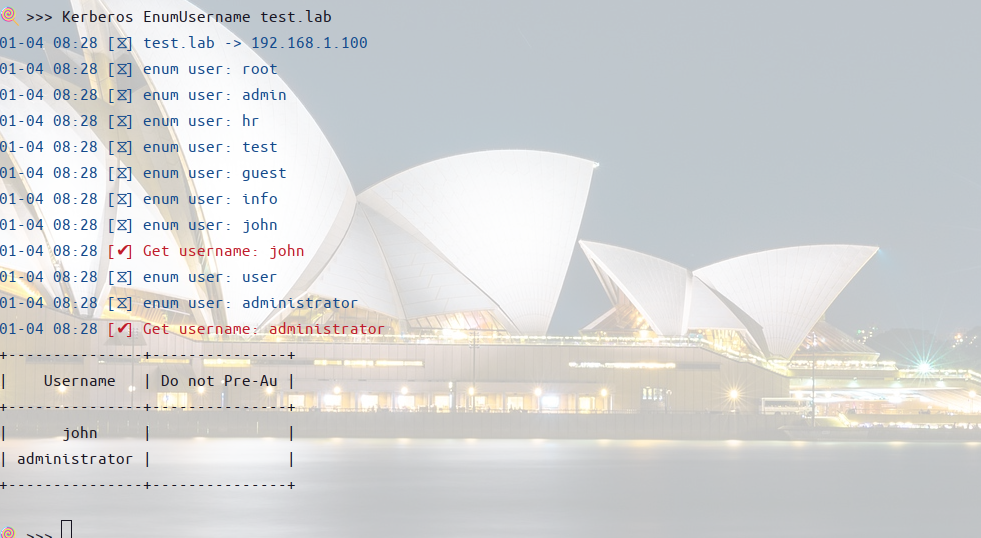 >>> Kerberos EnumUsername test.lab
01-04 08:28 [⧖] test.lab -> 192.168.1.100
01-04 08:28 [⧖] enum user: root
01-04 08:28 [⧖] enum user: admin
01-04 08:28 [⧖] enum user: hr
01-04 08:28 [⧖] enum user: test
01-04 08:28 [⧖] enum user: guest
01-04 08:28 [⧖] enum user: info
01-04 08:28 [⧖] enum user: john
01-04 08:28 [✔] Get username: john
01-04 08:28 [⧖] enum user: user
01-04 08:28 [⧖] enum user: administrator
01-04 08:28 [✔] Get username: administrator
+---------------+---------------+
|    Username   | Do not Pre-Au |
+---------------+---------------+
|      john     |               |
| administrator |               |
+---------------+---------------+
>>>